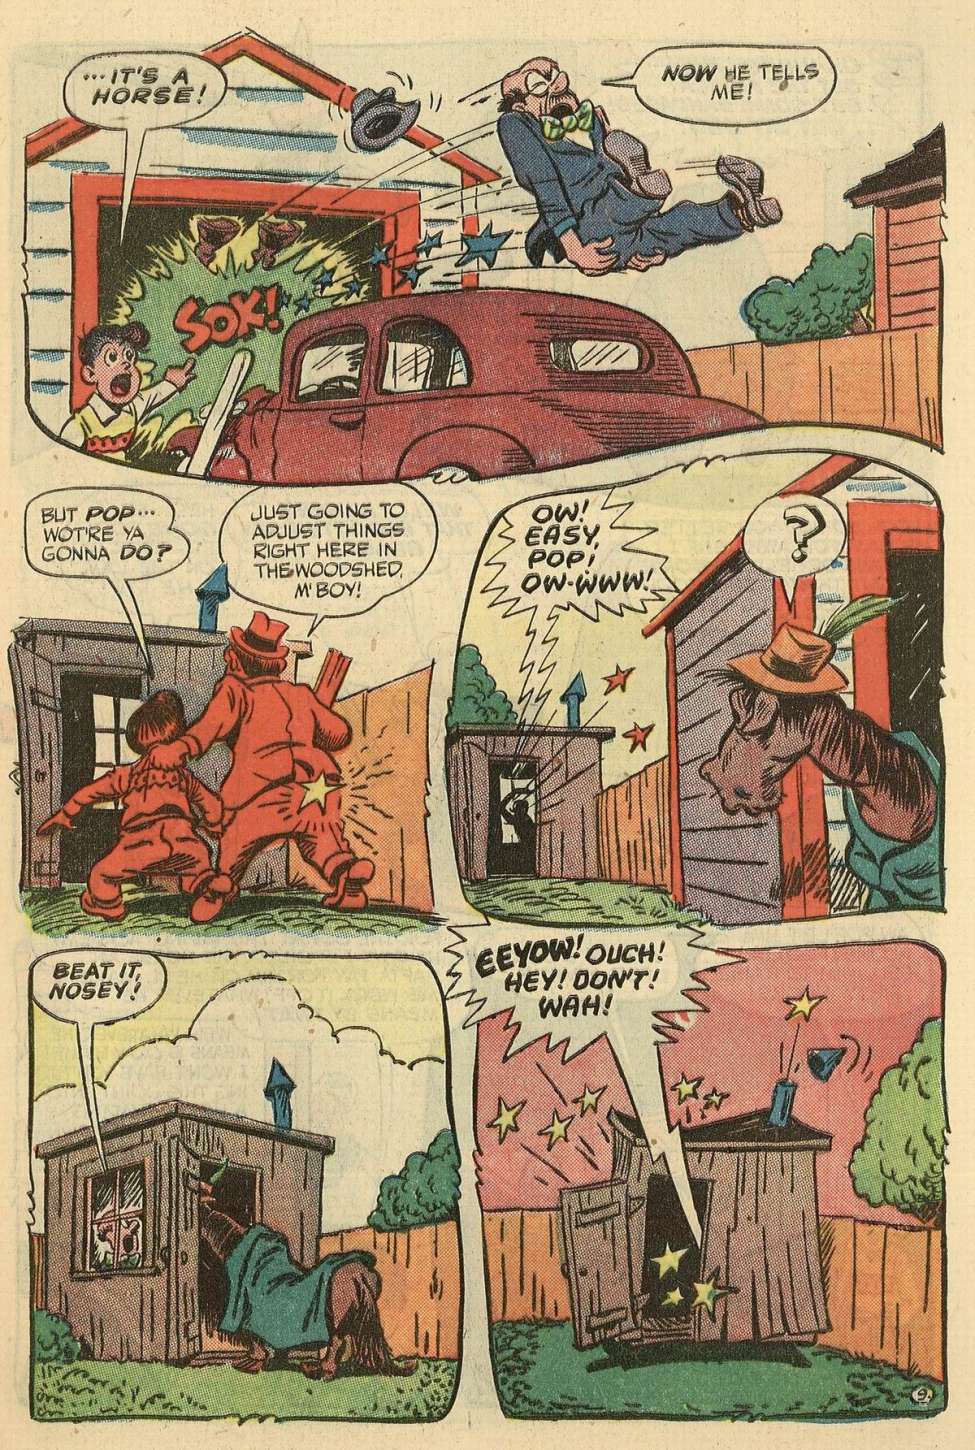 ...IT'S A
HORSE!
NOW HE TELLS
ME!
SOK!
BUT POP...
WOT'RE YA
GONNA DO?
JUST GOING TO
ADJUST THINGS
RIGHT HERE IN
THE WOODSHED,
M'BOY!
OW!
EASY,
POP!
OW-WWW!
?
BEAT IT,
NOSEY!
EEYOW! OUCH!
HEY! DON'T!
WAH!
9.